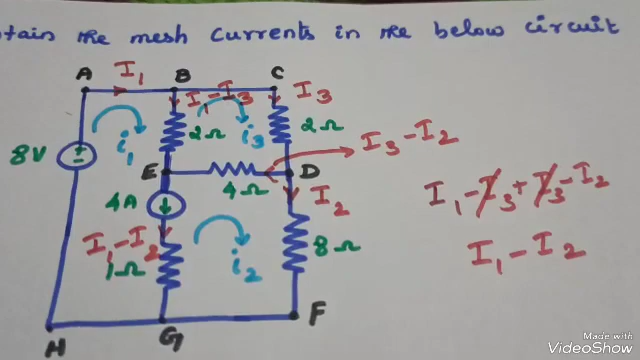 the mesh currents in the below circuit
A I₁ B I₁-I₃ C I₃
8V + - i₁ 2Ω i₃ 2Ω I₃-I₂
E 4Ω D
4A I₂ I₁-I₃+I₃-I₂
I₁-I₂ 1Ω i₂ 8Ω I₁-I₂
H G F
Made with
VideoShow